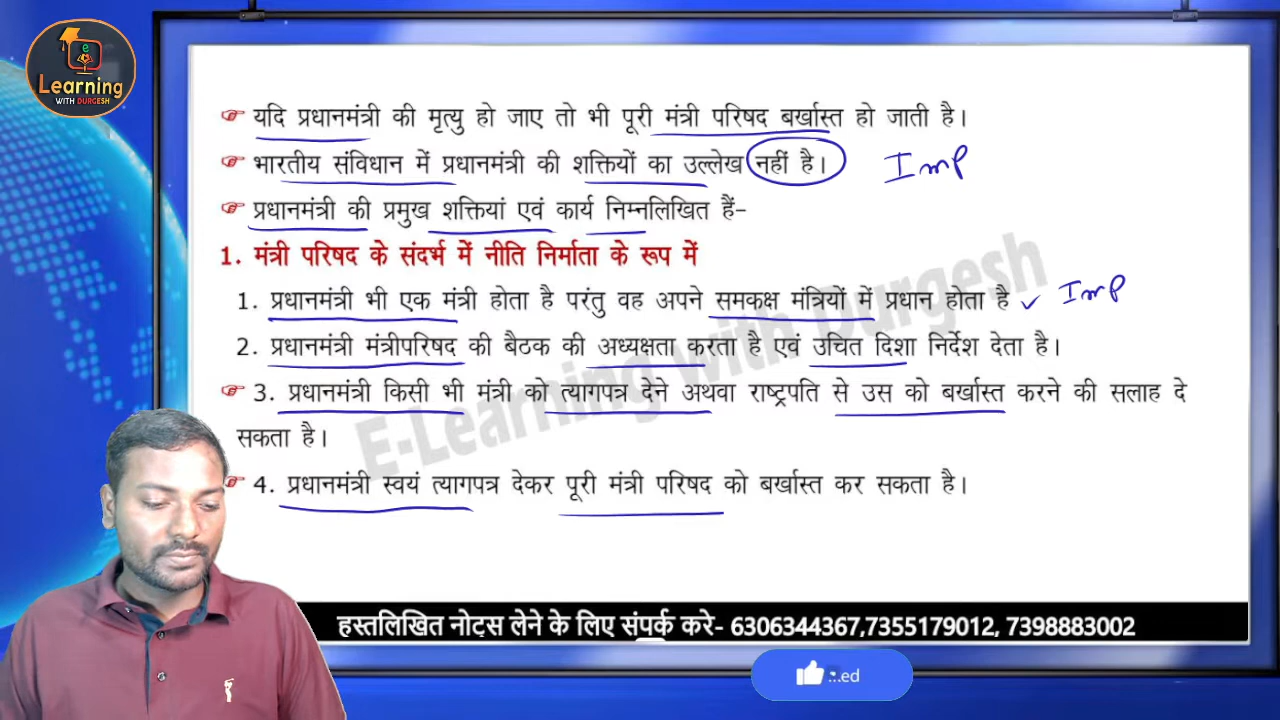 e
Learning
WITH DURGESH
☞ यदि प्रधानमंत्री की मृत्यु हो जाए तो भी पूरी मंत्री परिषद बर्खास्त हो जाती है।
☞ भारतीय संविधान में प्रधानमंत्री की शक्तियों का उल्लेख नहीं है। Imp
☞ प्रधानमंत्री की प्रमुख शक्तियां एवं कार्य निम्नलिखित हैं-
1. मंत्री परिषद के संदर्भ में नीति निर्माता के रूप में
1. प्रधानमंत्री भी एक मंत्री होता है परंतु वह अपने समकक्ष मंत्रियों में प्रधान होता है ✓ Imp
2. प्रधानमंत्री मंत्रीपरिषद की बैठक की अध्यक्षता करता है एवं उचित दिशा निर्देश देता है।
☞ 3. प्रधानमंत्री किसी भी मंत्री को त्यागपत्र देने अथवा राष्ट्रपति से उस को बर्खास्त करने की सलाह दे
सकता है।
☞ 4. प्रधानमंत्री स्वयं त्यागपत्र देकर पूरी मंत्री परिषद को बर्खास्त कर सकता है।
E-Learning with Durgesh
हस्तलिखित नोट्स लेने के लिए संपर्क करे- 6306344367,7355179012, 7398883002
...ed